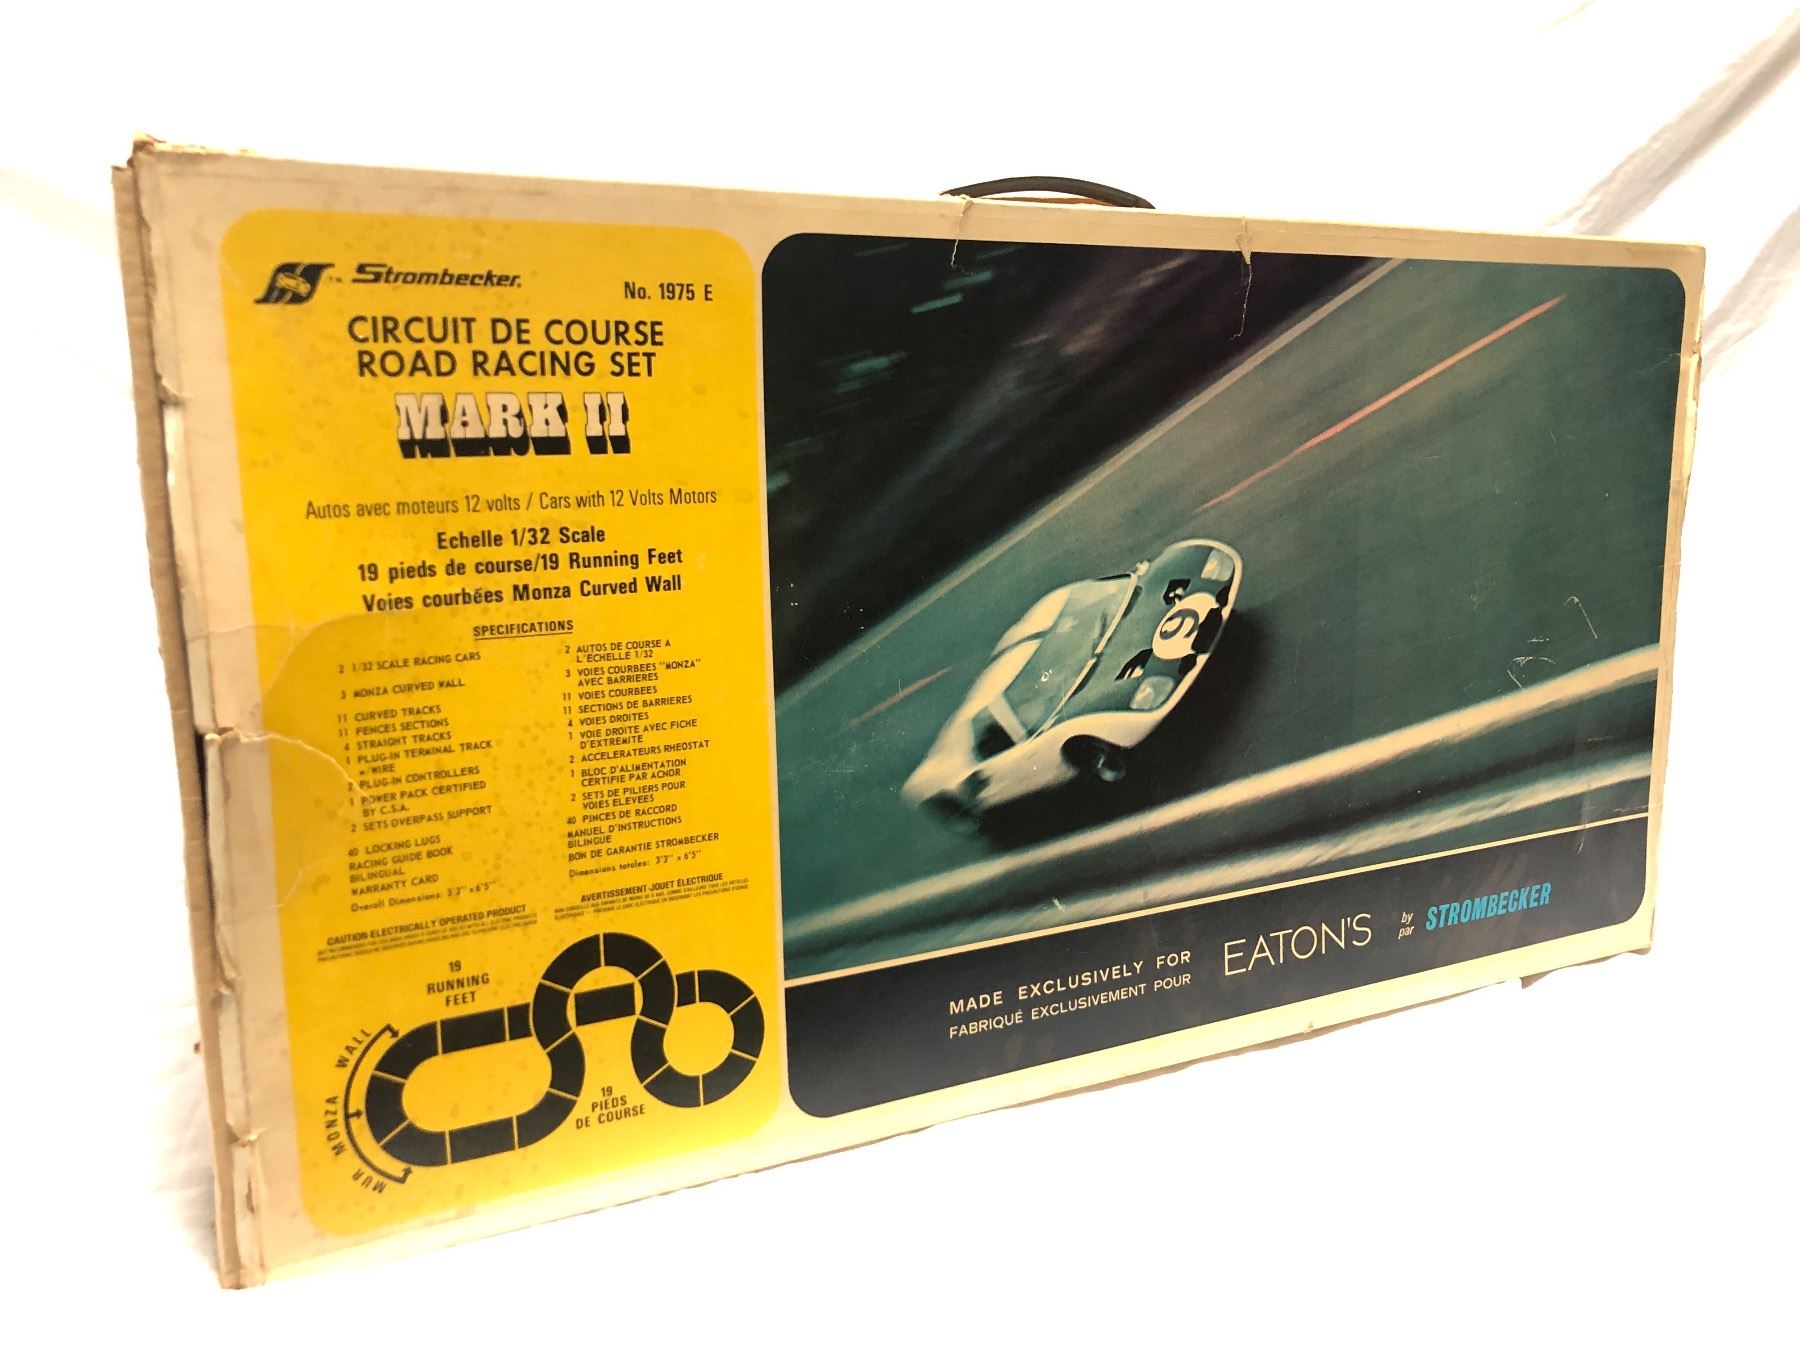 TM Strombecker.
No. 1975 E
CIRCUIT DE COURSE
ROAD RACING SET
MARK II
Autos avec moteurs 12 volts / Cars with 12 Volts Motors
Echelle 1/32 Scale
19 pieds de course/19 Running Feet
Voies courbées Monza Curved Wall
SPECIFICATIONS
2 1/32 SCALE RACING CARS
3 MONZA CURVED WALL
11 CURVED TRACKS
11 FENCES SECTIONS
4 STRAIGHT TRACKS
1 PLUG-IN TERMINAL TRACK
w/WIRE
2 PLUG-IN CONTROLLERS
1 POWER PACK CERTIFIED
BY C.S.A.
2 SETS OVERPASS SUPPORT
40 LOCKING LUGS
RACING GUIDE BOOK
BILINGUAL
WARRANTY CARD
Overall Dimensions: 3'3" x 6'5"
2 AUTOS DE COURSE A
L'ECHELLE 1/32
3 VOIES COURBEES "MONZA"
AVEC BARRIERES
11 VOIES COURBEES
11 SECTIONS DE BARRIERES
4 VOIES DROITES
1 VOIE DROITE AVEC FICHE
D'EXTREMITE
2 ACCELERATEURS RHEOSTAT
1 BLOC D'ALIMENTATION
CERTIFIE PAR ACNOR
2 SETS DE PILIERS POUR
VOIES ELEVEES
40 PINCES DE RACCORD
MANUEL D'INSTRUCTIONS
BILINGUE
BON DE GARANTIE STROMBECKER
Dimensions totales: 3'3" x 6'5"
CAUTION-ELECTRICALLY OPERATED PRODUCT
AVERTISSEMENT-JOUET ÉLECTRIQUE
19
RUNNING
FEET
MUR MONZA WALL
19
PIEDS
DE COURSE
6
MADE EXCLUSIVELY FOR
FABRIQUÉ EXCLUSIVEMENT POUR
EATON'S
by
par
STROMBECKER